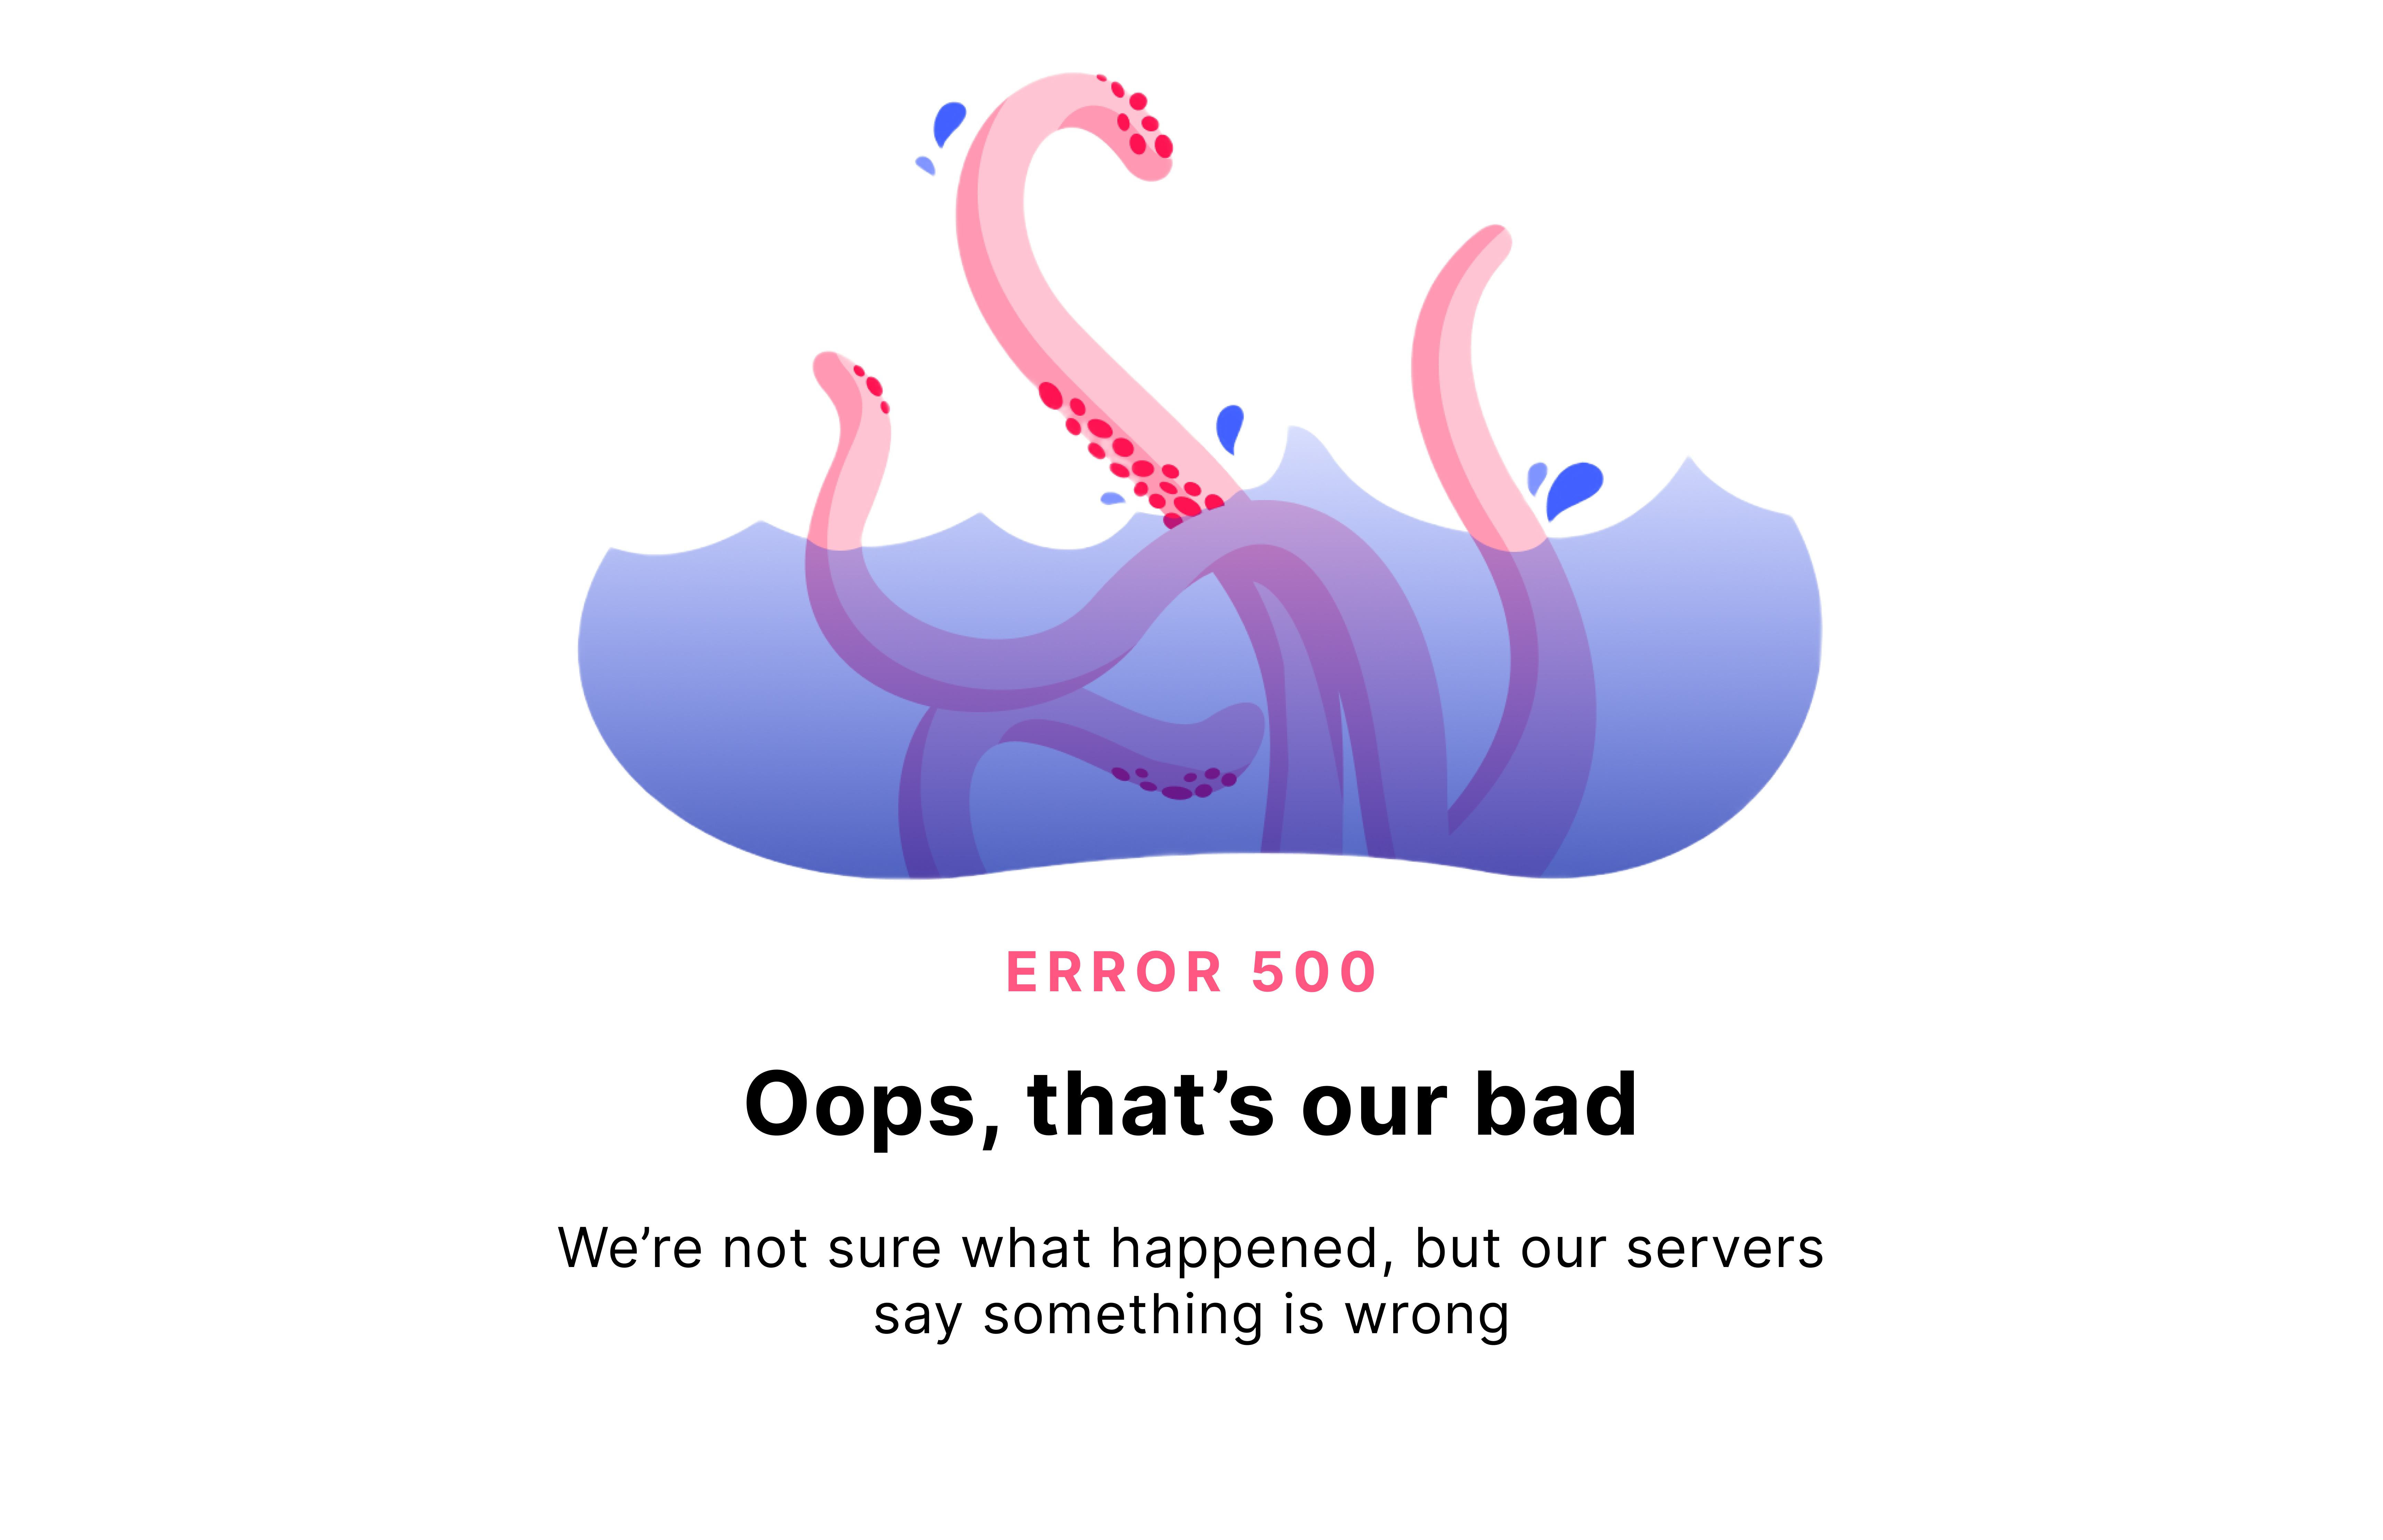 ERROR 500
Oops, that’s our bad
We’re not sure what happened, but our servers
say something is wrong